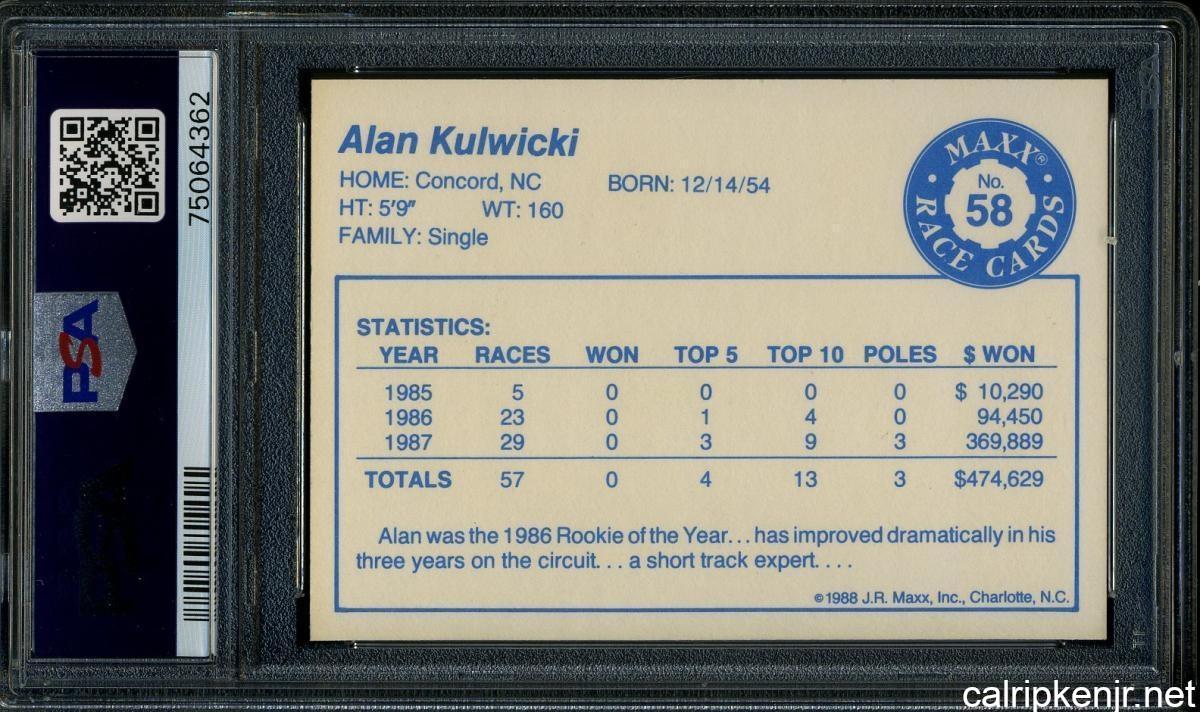 75064362
PSA
Alan Kulwicki
HOME: Concord, NC BORN: 12/14/54
HT: 5'9" WT: 160
FAMILY: Single
MAXX®
No.
58
RACE CARDS
STATISTICS:
YEAR RACES WON TOP 5 TOP 10 POLES $ WON
1985 5 0 0 0 0 $ 10,290
1986 23 0 1 4 0 94,450
1987 29 0 3 9 3 369,889
TOTALS 57 0 4 13 3 $474,629
Alan was the 1986 Rookie of the Year... has improved dramatically in his
three years on the circuit... a short track expert....
©1988 J.R. Maxx, Inc., Charlotte, N.C.
calripkenjr.net